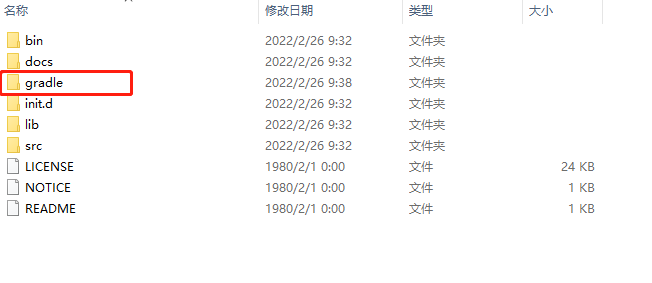 名称 修改日期 类型 大小
bin 2022/2/26 9:32 文件夹
docs 2022/2/26 9:32 文件夹
gradle 2022/2/26 9:38 文件夹
init.d 2022/2/26 9:32 文件夹
lib 2022/2/26 9:32 文件夹
src 2022/2/26 9:32 文件夹
LICENSE 1980/2/1 0:00 文件 24 KB
NOTICE 1980/2/1 0:00 文件 1 KB
README 1980/2/1 0:00 文件 1 KB